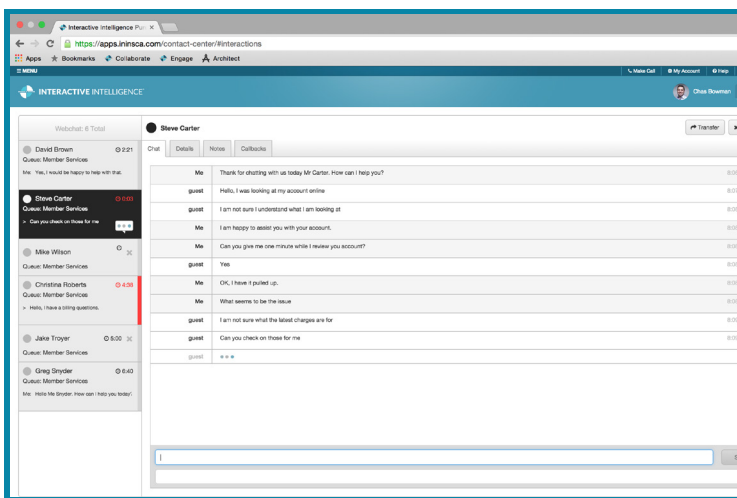 Interactive Intelligence Pur
https://apps.ininsca.com/contact-center/#interactions
Apps Bookmarks Collaborate Engage Architect
MENU Make Call My Account Help
INTERACTIVE INTELLIGENCE Chas Bowman
Webchat: 6 Total
David Brown 2:21
Queue: Member Services
Me: Yes, I would be happy to help with that.
Steve Carter 0:03
Queue: Member Services
> Can you check on those for me
Mike Wilson
Queue: Member Services
Christina Roberts 4:38
Queue: Member Services
> Hello, I have a billing questions.
Jake Troyer 8:00
Queue: Member Services
Greg Snyder 6:40
Queue: Member Services
Me: Hello Me Snyder. How can I help you today?
Steve Carter Transfer
Chat Details Notes Callbacks
Me Thank for chatting with us today Mr Carter. How can I help you?
guest Hello, I was looking at my account online
guest I am not sure I understand what I am looking at
Me I am happy to assist you with your account.
Me Can you give me one minute while I review you account?
guest Yes
Me OK, I have it pulled up.
Me What seems to be the issue
guest I am not sure what the latest charges are for
guest Can you check on those for me
guest